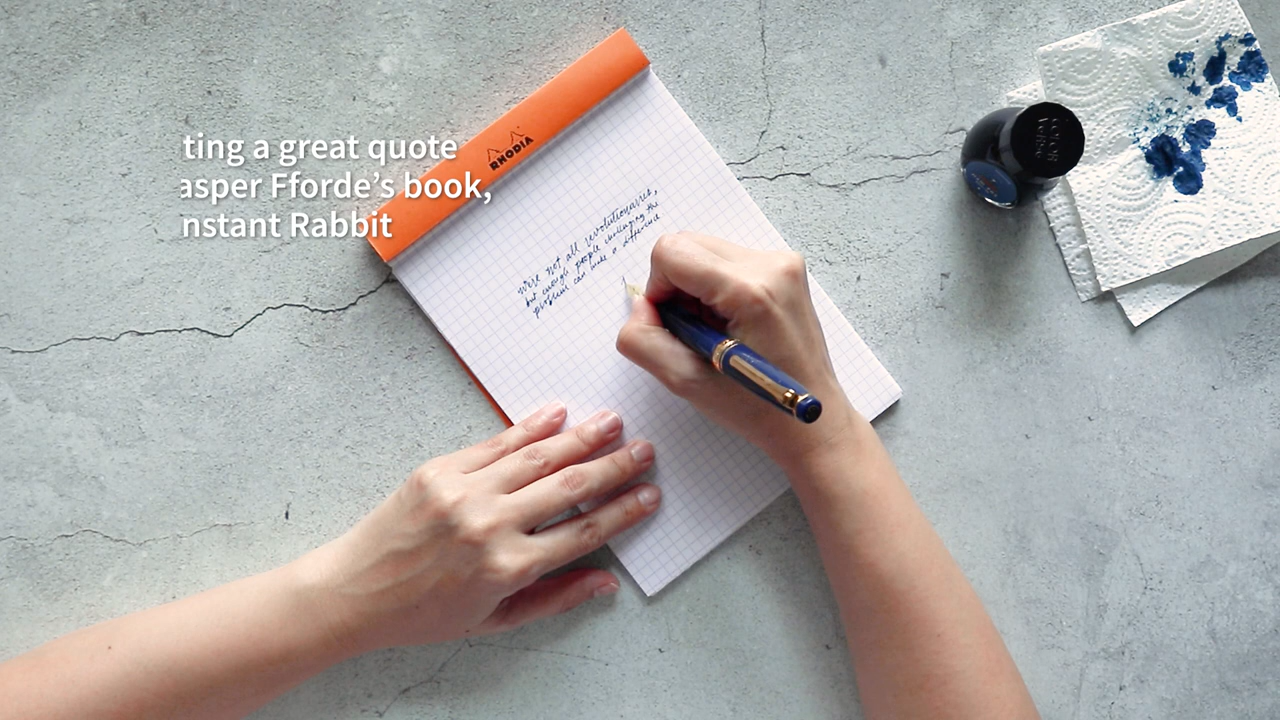 ting a great quote
asper Fforde’s book,
nstant Rabbit
RHODIA
We're not all revolutionaries,
but enough people challenging the
problem can make a difference